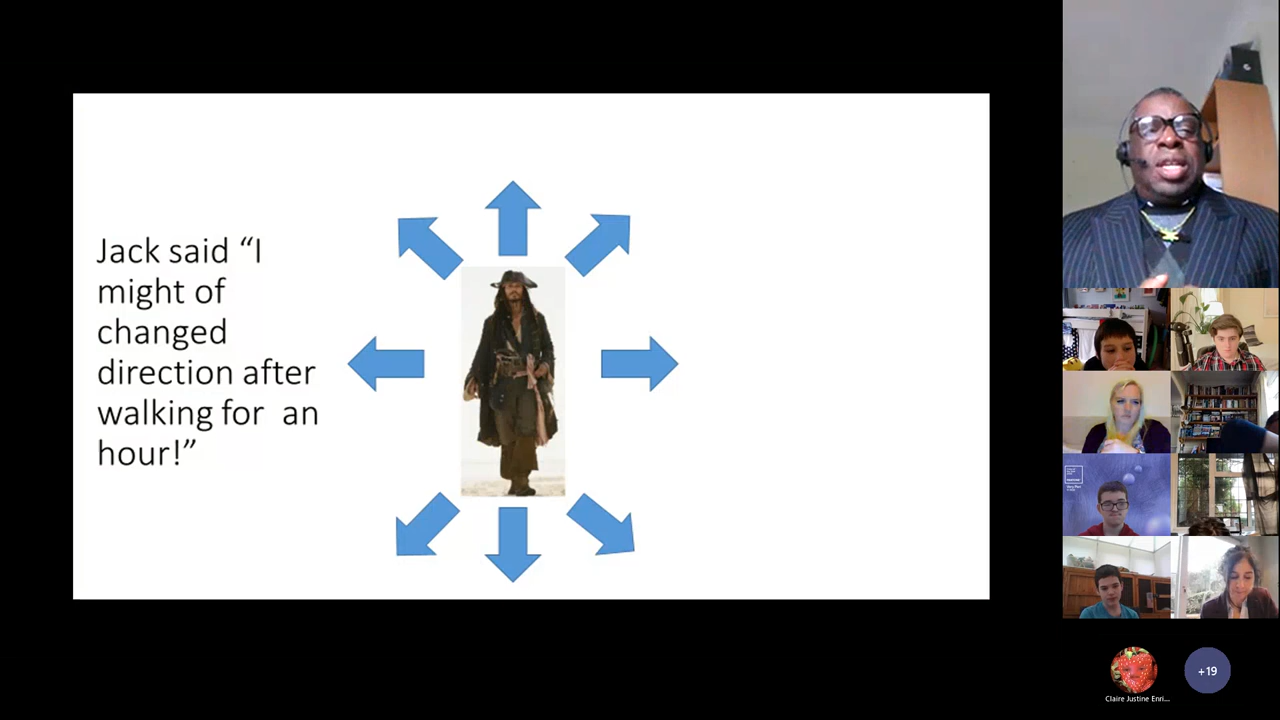 Jack said “I
might of
changed
direction after
walking for  an
hour!”
Claire Justine Enri...
+19